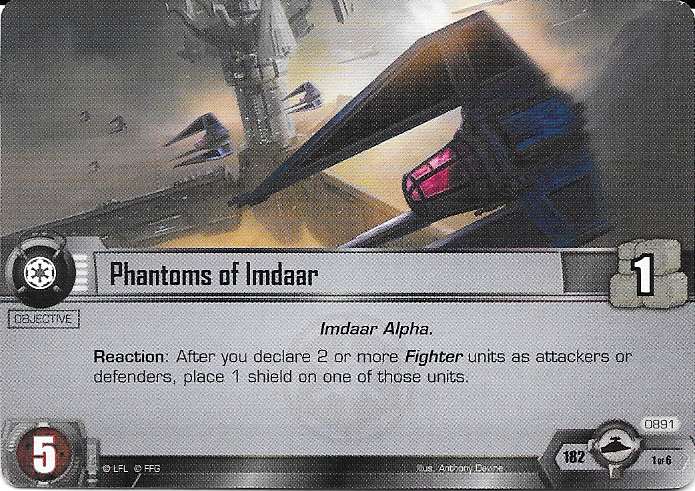 Phantoms of Imdaar
1
OBJECTIVE
Imdaar Alpha.
Reaction: After you declare 2 or more Fighter units as attackers or
defenders, place 1 shield on one of those units.
5
© LFL © FFG
Illus. Anthony Devine
0891
182
1 of 6